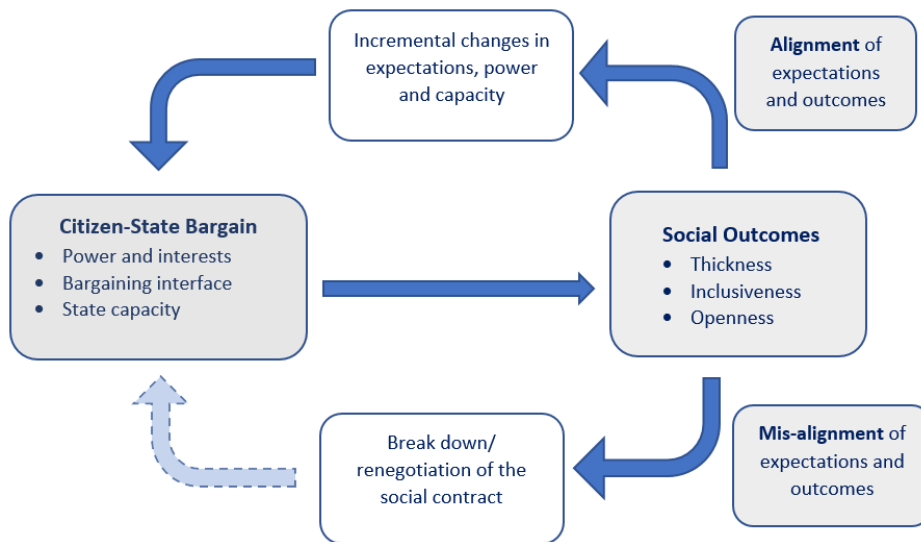 Incremental changes in
expectations, power
and capacity
Alignment of
expectations
and outcomes
Citizen-State Bargain
• Power and interests
• Bargaining interface
• State capacity
Social Outcomes
• Thickness
• Inclusiveness
• Openness
Break down/
renegotiation of the
social contract
Mis-alignment of
expectations and
outcomes